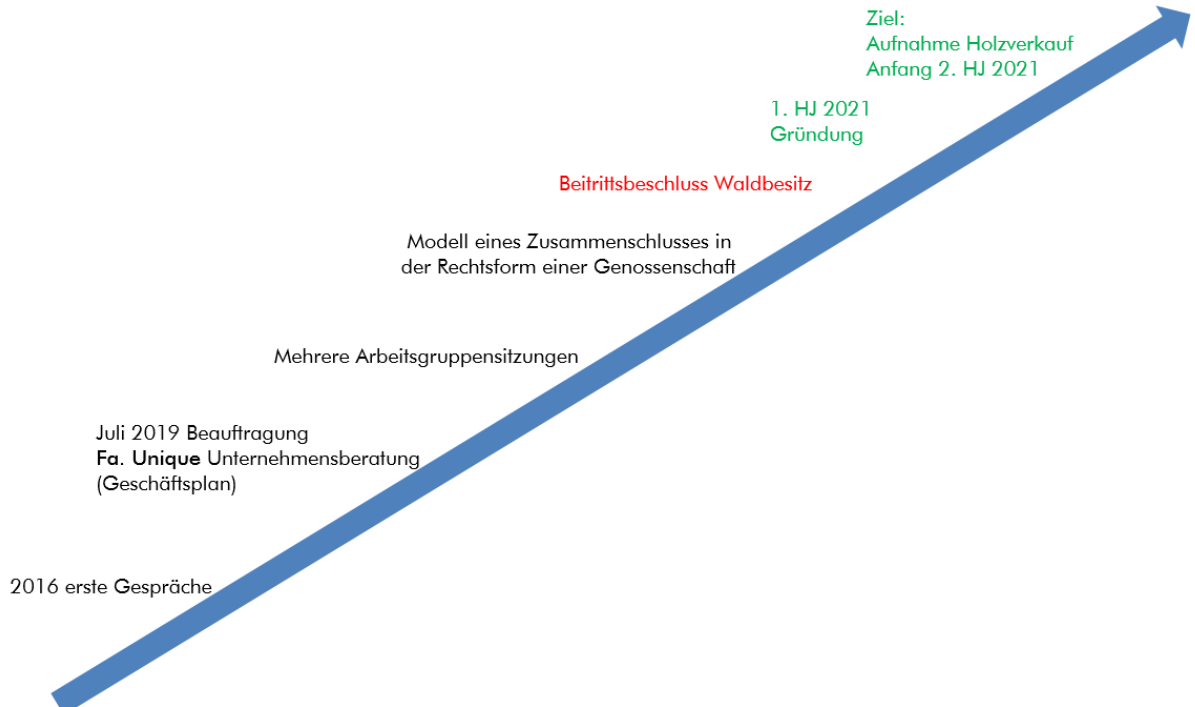 Ziel:
Aufnahme Holzverkauf
Anfang 2. HJ 2021
1. HJ 2021
Gründung
Beitrittsbeschluss Waldbesitz
Modell eines Zusammenschlusses in
der Rechtsform einer Genossenschaft
Mehrere Arbeitsgruppensitzungen
Juli 2019 Beauftragung
Fa. Unique Unternehmensberatung
(Geschäftsplan)
2016 erste Gespräche